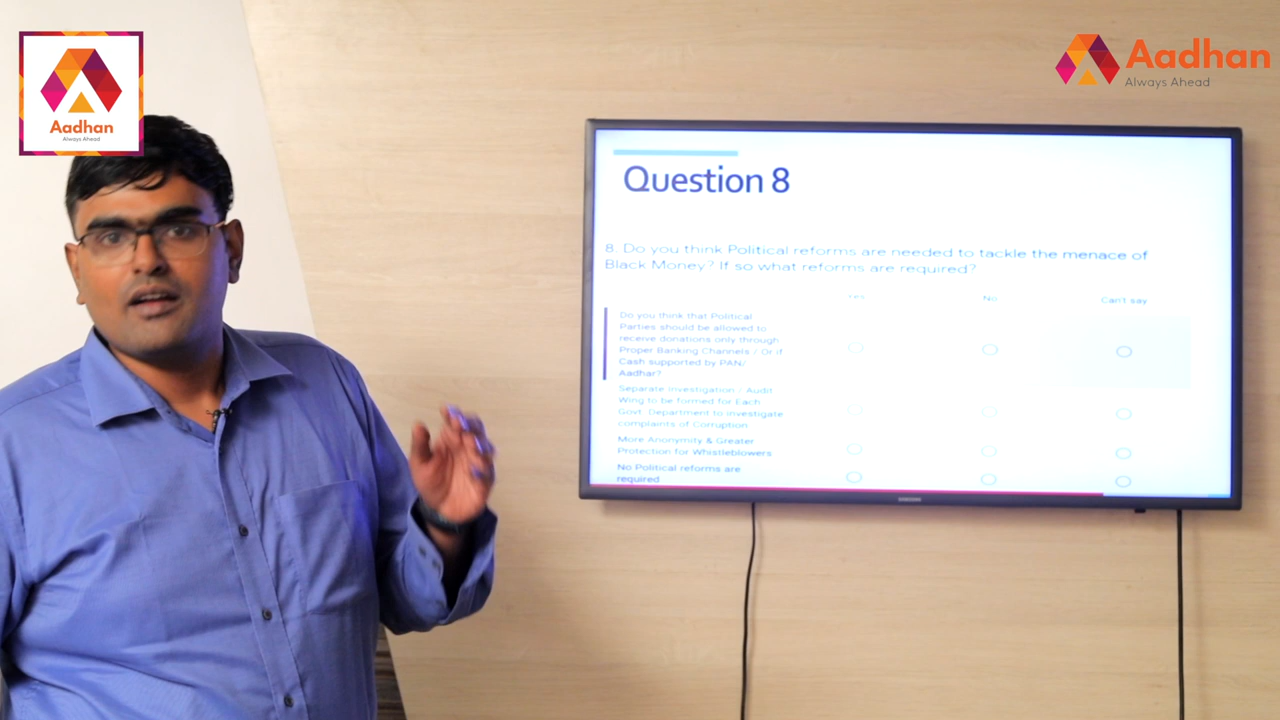 Aadhan
Always Ahead
Aadhan
Always Ahead
Question 8
8. Do you think Political reforms are needed to tackle the menace of
Black Money? If so what reforms are required?
Yes
No
Can't say
Do you think that Political
Parties should be allowed to
receive donations only through
Proper Banking Channels / Or if
Cash supported by PAN/
Aadhar?
Separate investigation - Audit
Wing to be formed for Each
Govt. Department to investigate
complaints of Corruption
More Anonymity & Greater
Protection for Whistleblowers
No Political reforms are
required
SAMSUNG